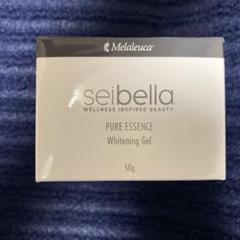 Melaleuca
seibella
WELLNESS INSPIRED BEAUTY
PURE ESSENCE
Whitening Gel
50g